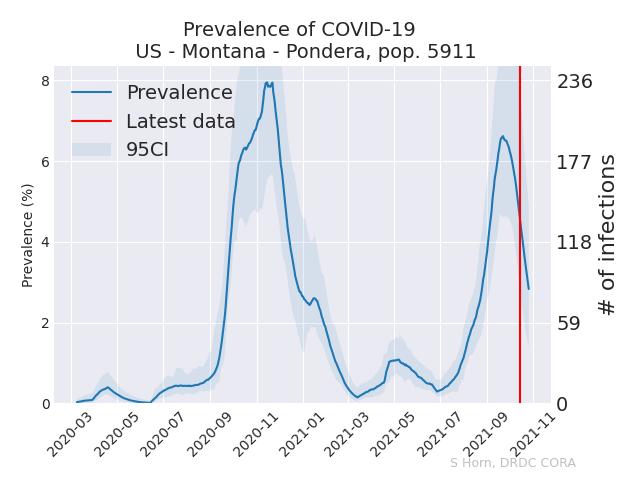 Prevalence of COVID-19
US - Montana - Pondera, pop. 5911
Prevalence
Latest data
95CI
Prevalence (%)
8
6
4
2
0
236
177
118
59
0
# of infections
2020-03
2020-05
2020-07
2020-09
2020-11
2021-01
2021-03
2021-05
2021-07
2021-09
2021-11
S Horn, DRDC CORA